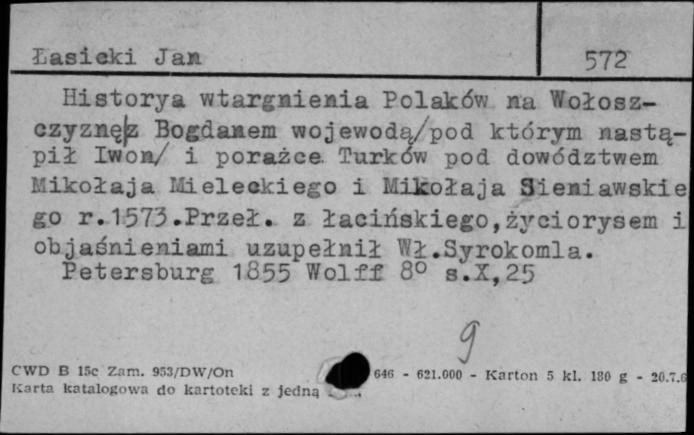 Łasicki Jan 572
Historya wtargnienia Polaków na Wołosz-
czyznę|z Bogdanem wojewodą/pod którym nastą-
pił Iwon/ i porażce Turków pod dowództwem
Mikołaja Mieleckiego i Mikołaja Sieniawskie
go r.1573.Przeł. z łacińskiego,życiorysem i
objaśnieniami uzupełnił Wł.Syrokomla.
Petersburg 1855 Wolff 8° s.X,25
9
CWD B 15c Zam. 953/DW/On 646 - 621.000 - Karton 5 kl. 180 g - 20.7.6
Karta katalogowa do kartoteki z jedną